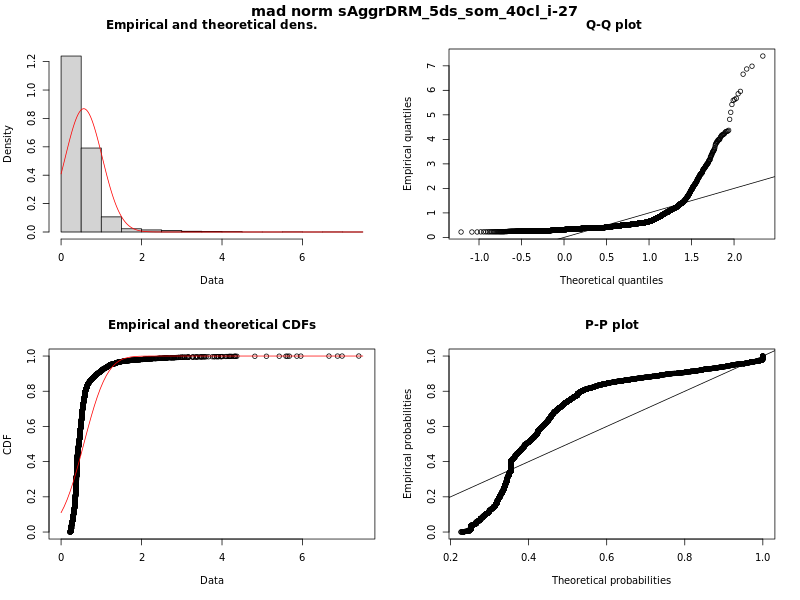 mad norm sAggrDRM_5ds_som_40cl_i-27
Empirical and theoretical dens.
Density
0.0 0.2 0.4 0.6 0.8 1.0 1.2
0 2 4 6
Data
Q-Q plot
Empirical quantiles
0 1 2 3 4 5 6 7
-1.0 -0.5 0.0 0.5 1.0 1.5 2.0
Theoretical quantiles
Empirical and theoretical CDFs
CDF
0.0 0.2 0.4 0.6 0.8 1.0
0 2 4 6
Data
P-P plot
Empirical probabilities
0.0 0.2 0.4 0.6 0.8 1.0
0.2 0.4 0.6 0.8 1.0
Theoretical probabilities